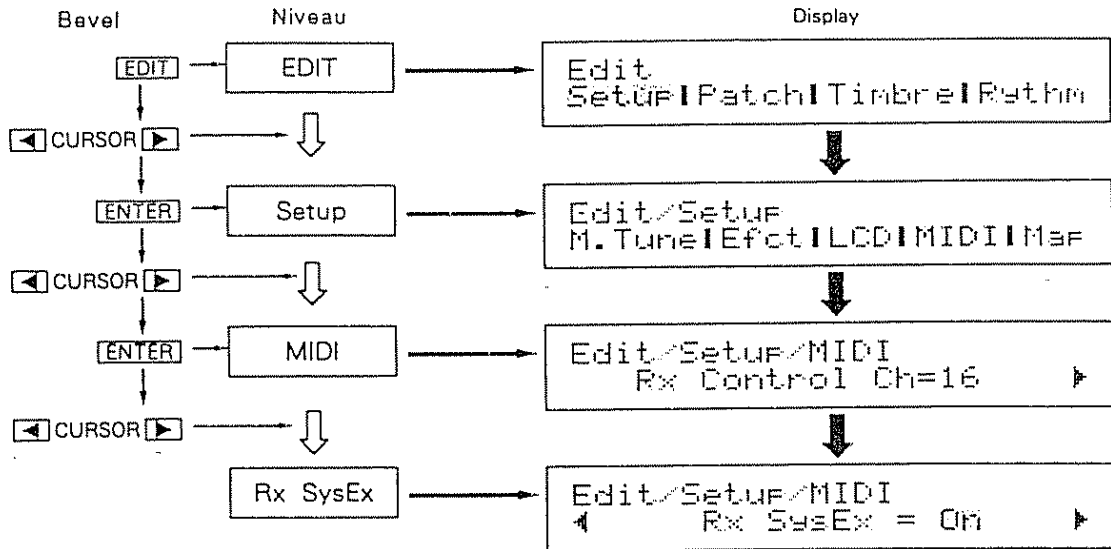 Bevel Niveau Display
EDIT EDIT Edit
Setup|Patch|Timbre|Rythm
◀ CURSOR ▶
ENTER Setup Edit/Setup
M.Tune|Efct|LCD|MIDI|Map
◀ CURSOR ▶
ENTER MIDI Edit/Setup/MIDI
Rx Control Ch=16 ▶
◀ CURSOR ▶
Rx SysEx Edit/Setup/MIDI
◀ Rx SysEx = On ▶